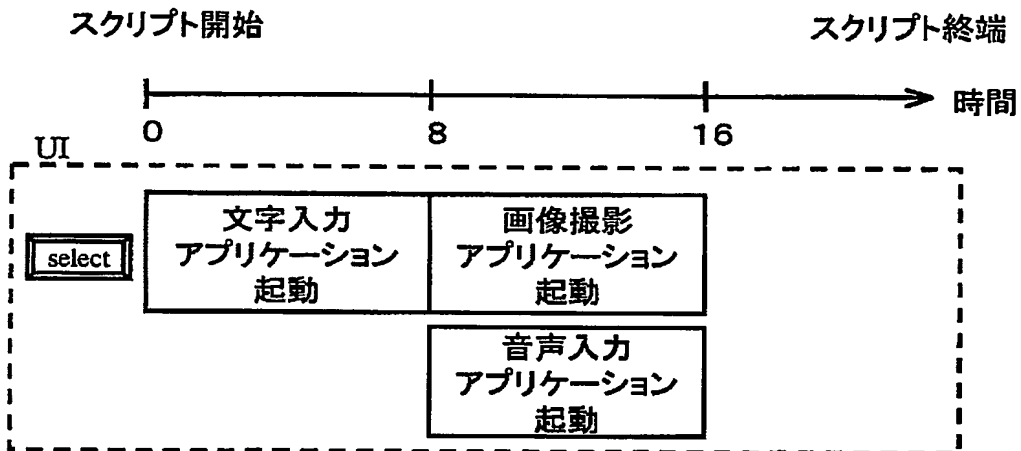 スクリプト開始
スクリプト終端
時間
0
8
16
UI
select
文字入力
アプリケーション
起動
画像撮影
アプリケーション
起動
音声入力
アプリケーション
起動